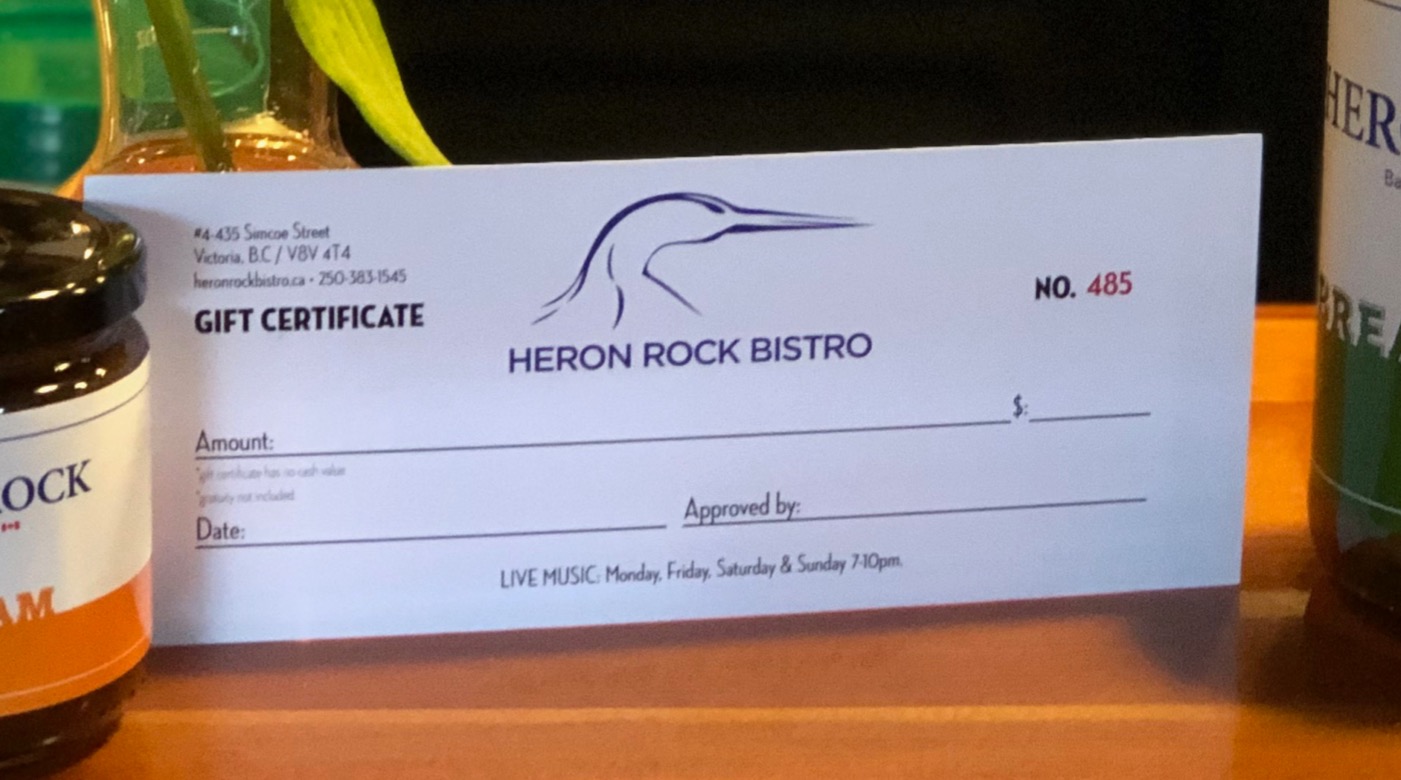 #4-435 Simcoe Street
Victoria, B.C / V8V 4T4
heronrockbistro.ca • 250-383-1545
GIFT CERTIFICATE
HERON ROCK BISTRO
NO. 485
Amount:
$:
*gift certificate has no cash value
*gratuity not included
Date:
Approved by:
LIVE MUSIC: Monday, Friday, Saturday & Sunday 7-10pm.
OCK
AM
HER
Ba
BREA